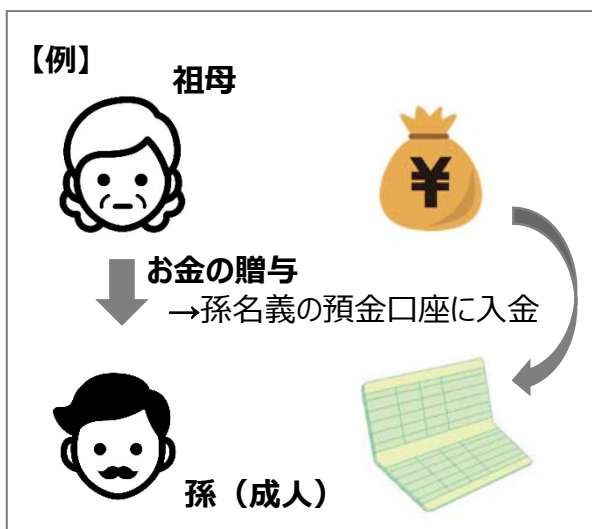 【例】
祖母
¥
お金の贈与
→孫名義の預金口座に入金
孫（成人）